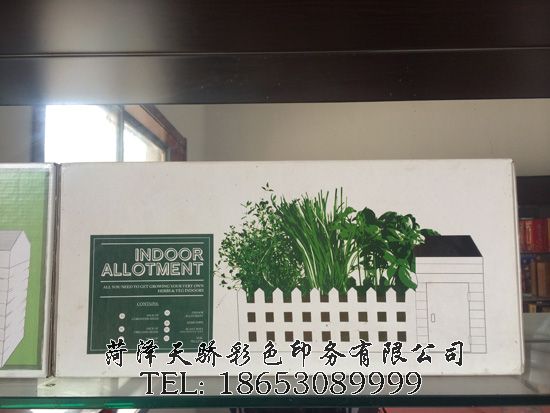 INDOOR
ALLOTMENT
ALL YOU NEED TO GET GROWING YOUR VERY OWN
HERBS & VEG INDOORS
CONTAINS:
菏泽天骄彩色印务有限公司
TEL: 18653089999